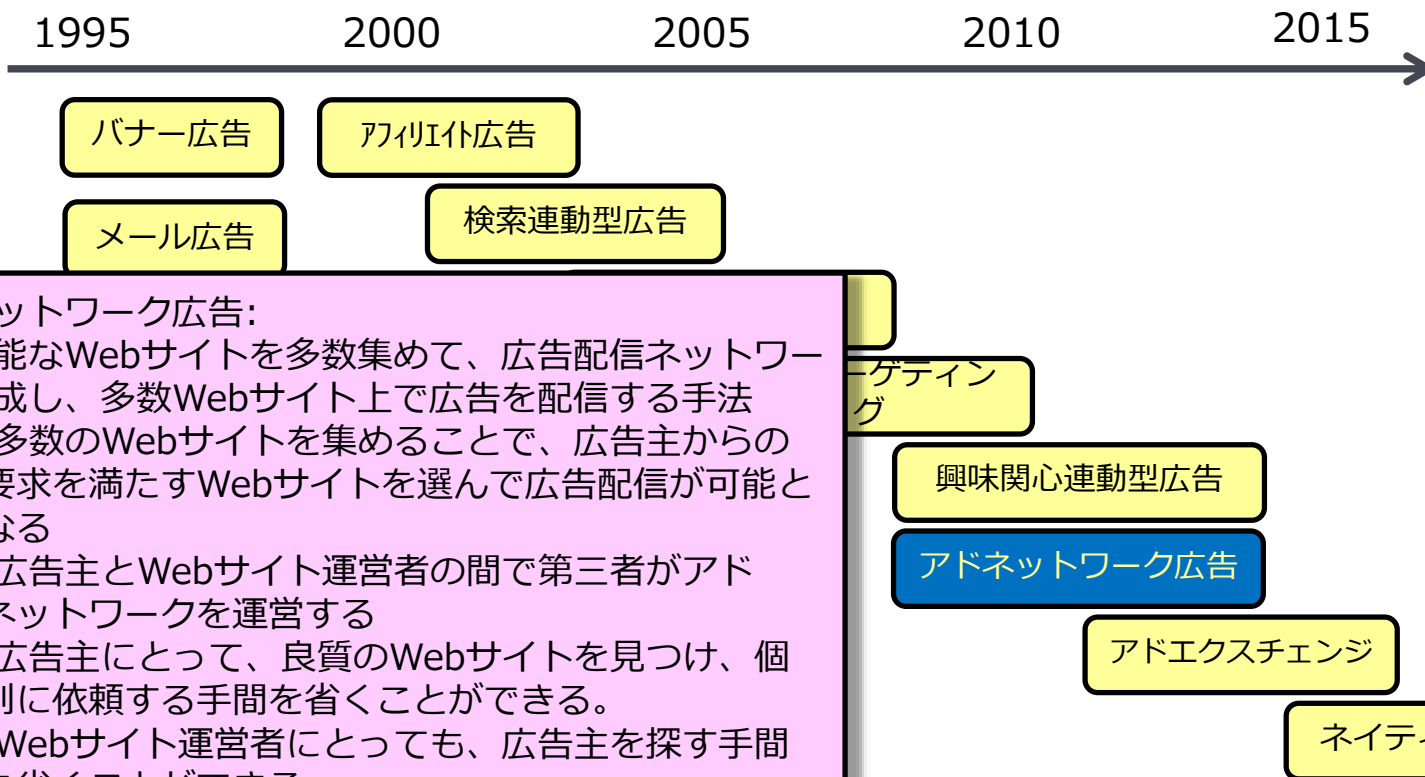 1995 2000 2005 2010 2015
バナー広告 アフィリエイト広告
メール広告 検索連動型広告
ーゲティン
グ
興味関心連動型広告
アドネットワーク広告
アドエクスチェンジ
ネイテ
ットワーク広告:
能なWebサイトを多数集めて、広告配信ネットワー
成し、多数Webサイト上で広告を配信する手法
多数のWebサイトを集めることで、広告主からの
要求を満たすWebサイトを選んで広告配信が可能と
なる
広告主とWebサイト運営者の間で第三者がアド
ネットワークを運営する
広告主にとって、良質のWebサイトを見つけ、個
別に依頼する手間を省くことができる。
Webサイト運営者にとっても、広告主を探す手間